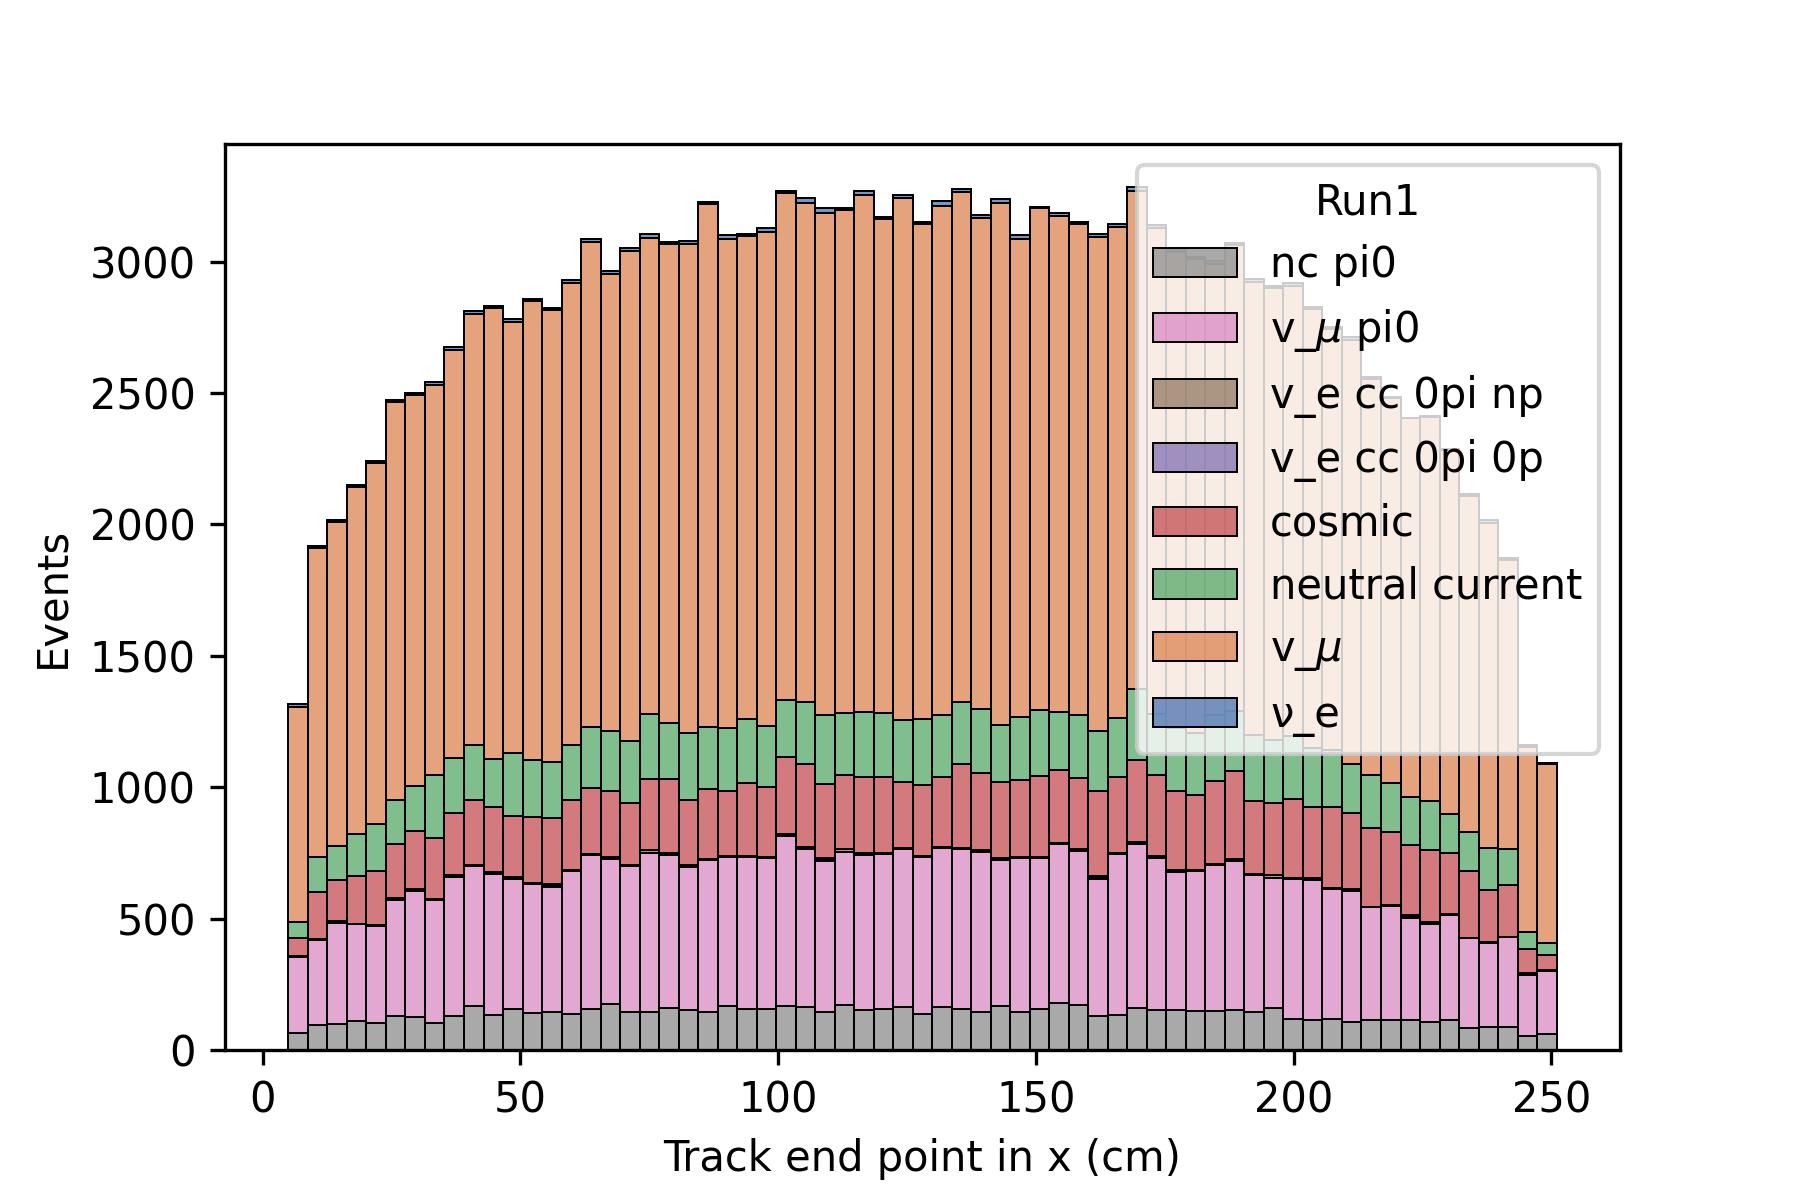 Run1
nc pi0
v_μ pi0
v_e cc 0pi np
v_e cc 0pi 0p
cosmic
neutral current
v_μ
ν_e
3000
2500
2000
1500
1000
500
0
Events
0 50 100 150 200 250
Track end point in x (cm)